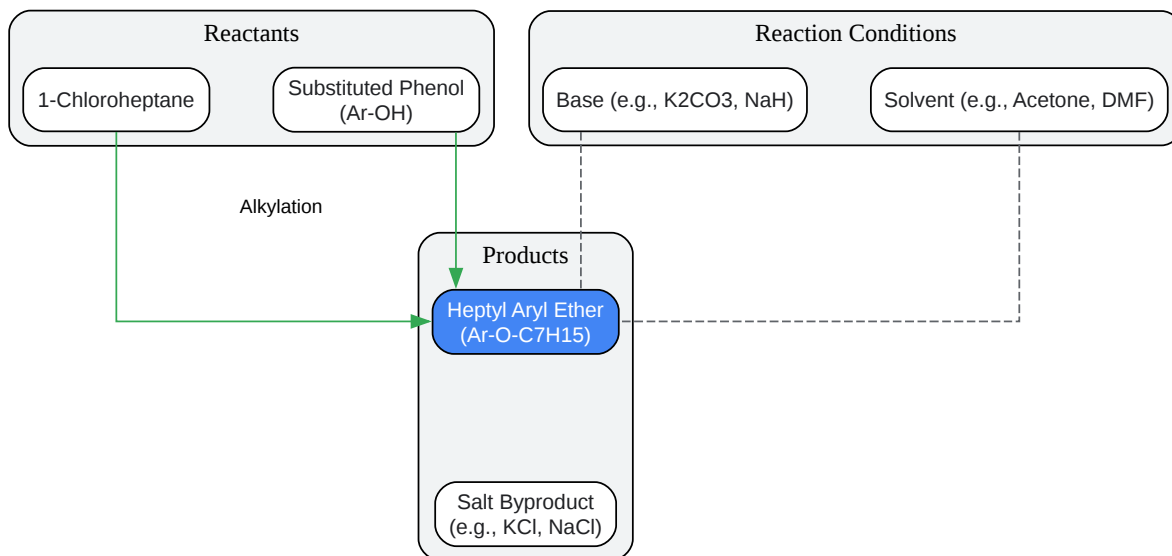 Reactants
1-Chloroheptane
Substituted Phenol
(Ar-OH)
Reaction Conditions
Base (e.g., K2CO3, NaH)
Solvent (e.g., Acetone, DMF)
Alkylation
Products
Heptyl Aryl Ether
(Ar-O-C7H15)
Salt Byproduct
(e.g., KCl, NaCl)